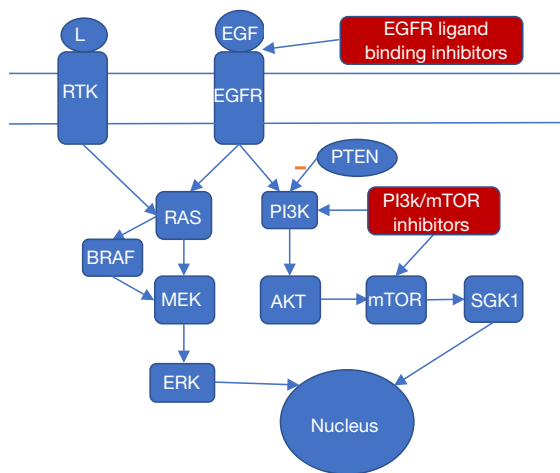 L
EGF
EGFR ligand
binding inhibitors
RTK
EGFR
PTEN
RAS
PI3K
PI3k/mTOR
inhibitors
BRAF
MEK
AKT
mTOR
SGK1
ERK
Nucleus